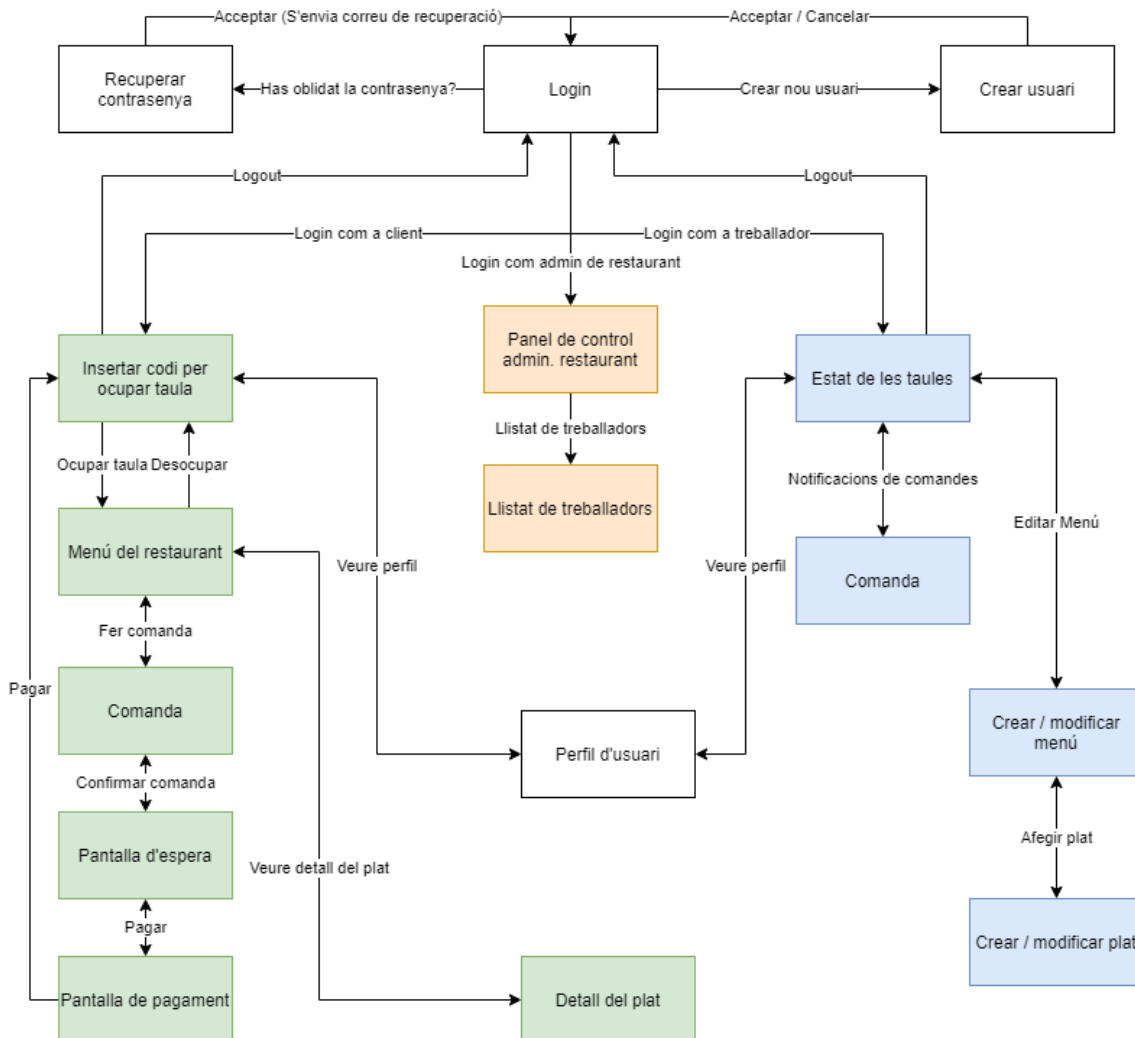 Acceptar (S'envia correu de recuperació)
Acceptar / Cancelar
Recuperar
contrasenya
Has oblidat la contrasenya?
Login
Crear nou usuari
Crear usuari
Logout
Logout
Login com a client
Login com a treballador
Login com admin de restaurant
Insertar codi per
ocupar taula
Panel de control
admin. restaurant
Estat de les taules
Llistat de treballadors
Ocupar taula
Desocupar
Notificacions de comandes
Llistat de treballadors
Editar Menú
Menú del restaurant
Veure perfil
Veure perfil
Comanda
Fer comanda
Pagar
Comanda
Perfil d'usuari
Crear / modificar
menú
Confirmar comanda
Afegir plat
Pantalla d'espera
Veure detall del plat
Pagar
Crear / modificar plat
Pantalla de pagament
Detall del plat